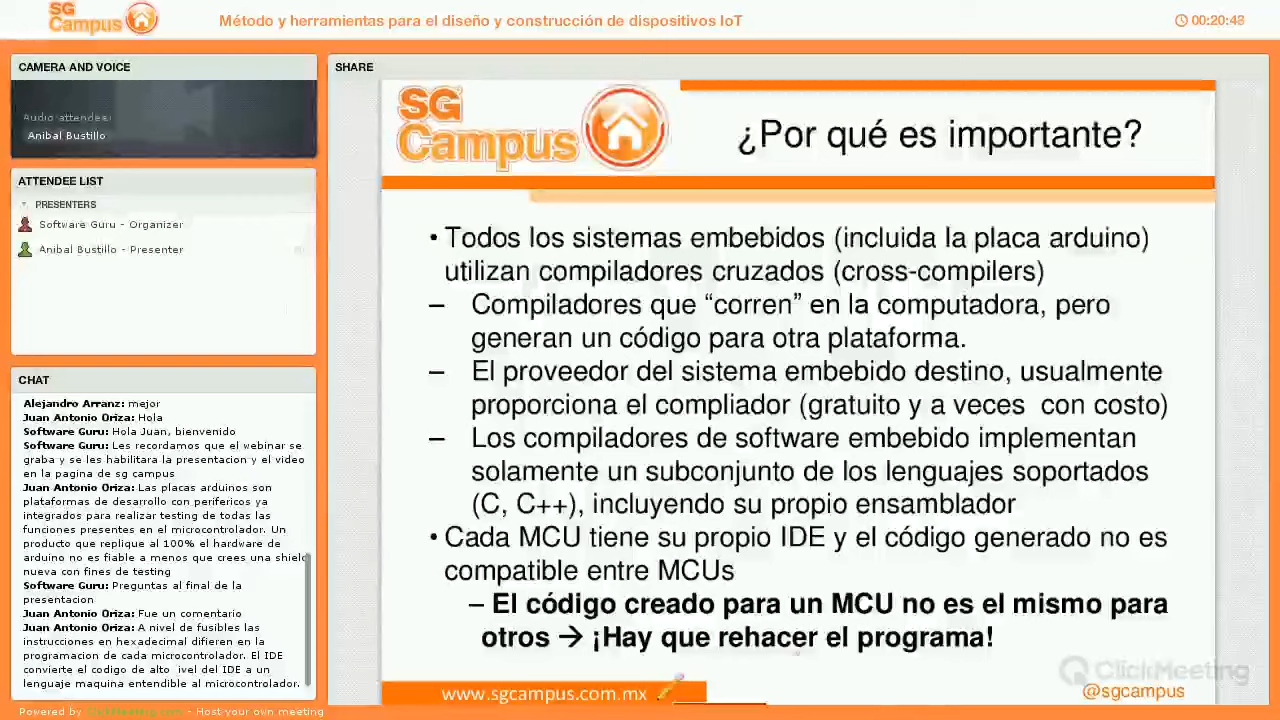 SG
Campus
Método y herramientas para el diseño y construcción de dispositivos IoT
00:20:43
CAMERA AND VOICE
Audio attendes:
Anibal Bustillo
ATTENDEE LIST
PRESENTERS
Software Guru - Organizer
Anibal Bustillo - Presenter
CHAT
Alejandro Arranz: mejor
Juan Antonio Oriza: Hola
Software Guru: Hola Juan, bienvenido
Software Guru: Les recordamos que el webinar se
graba y se les habilitara la presentacion y el video
en la pagina de sg campus
Juan Antonio Oriza: Las placas arduinos son
plataformas de desarrollo con perifericos ya
integrados para realizar testing de todas las
funciones presentes en el microcontrolador. Un
producto que replique al 100% el hardware de
arduino no es fiable a menos que crees una shield
nueva con fines de testing
Software Guru: Preguntas al final de la
presentacion
Juan Antonio Oriza: Fue un comentario
Juan Antonio Oriza: A nivel de fusibles las
instrucciones en hexadecimal difieren en la
programacion de cada microcontrolador. El IDE
convierte el codigo de alto ivel del IDE a un
lenguaje maquina entendible al microcontrolador.
Powered by ClickMeeting.com - Host your own meeting
SHARE
SG
Campus
¿Por qué es importante?
• Todos los sistemas embebidos (incluida la placa arduino)
utilizan compiladores cruzados (cross-compilers)
– Compiladores que “corren” en la computadora, pero
generan un código para otra plataforma.
– El proveedor del sistema embebido destino, usualmente
proporciona el compliador (gratuito y a veces con costo)
– Los compiladores de software embebido implementan
solamente un subconjunto de los lenguajes soportados
(C, C++), incluyendo su propio ensamblador
• Cada MCU tiene su propio IDE y el código generado no es
compatible entre MCUs
– El código creado para un MCU no es el mismo para
otros → ¡Hay que rehacer el programa!
www.sgcampus.com.mx
ClickMeeting
@sgcampus